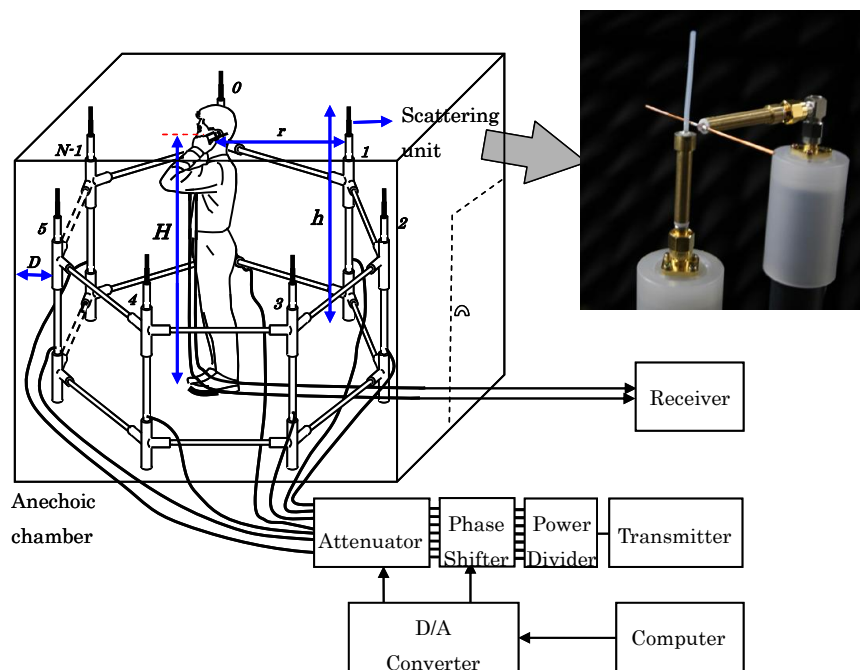 0
r
Scattering
unit
N-1
1
5
H
h
2
D
4
3
Receiver
Anechoic
chamber
Attenuator
Phase
Shifter
Power
Divider
Transmitter
D/A
Converter
Computer